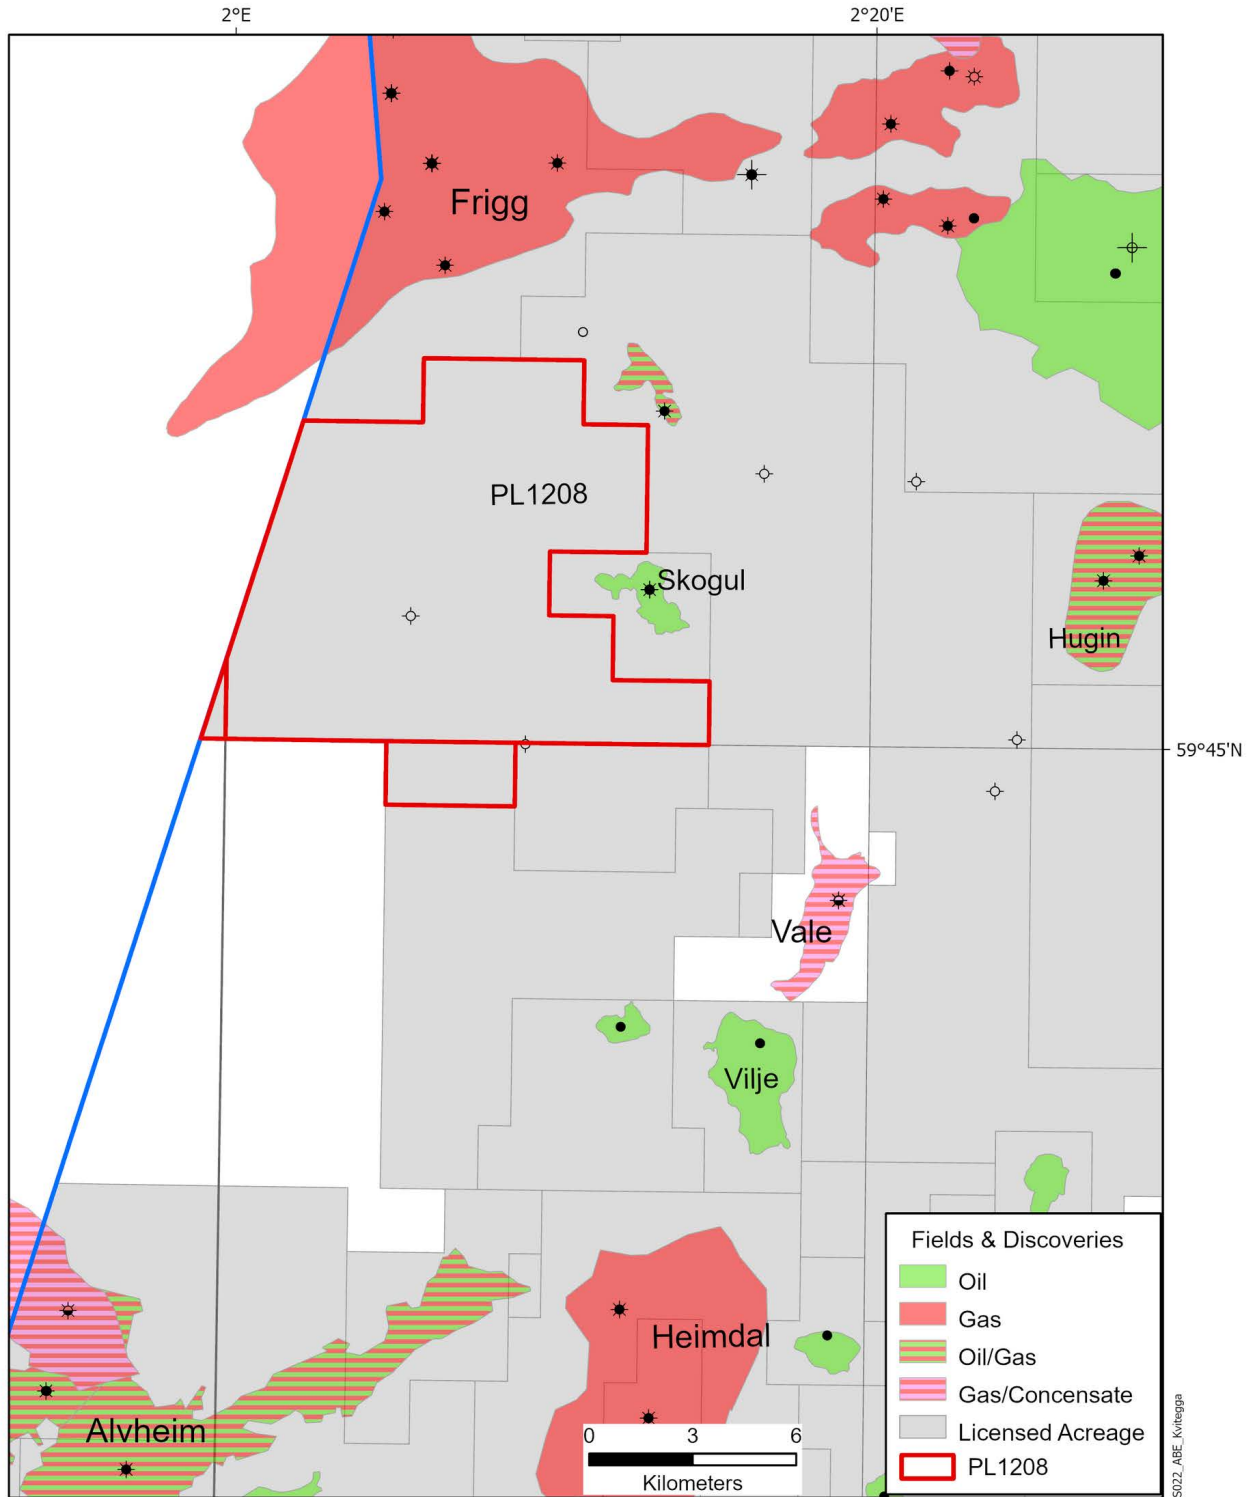 2°E
2°20'E
Frigg
PL1208
Skogul
Hugin
59°45'N
Vale
Vilje
Heimdal
Alvheim
0 3 6
Kilometers
Fields & Discoveries
Oil
Gas
Oil/Gas
Gas/Concensate
Licensed Acreage
PL1208
S022_ABE_Kvitegga